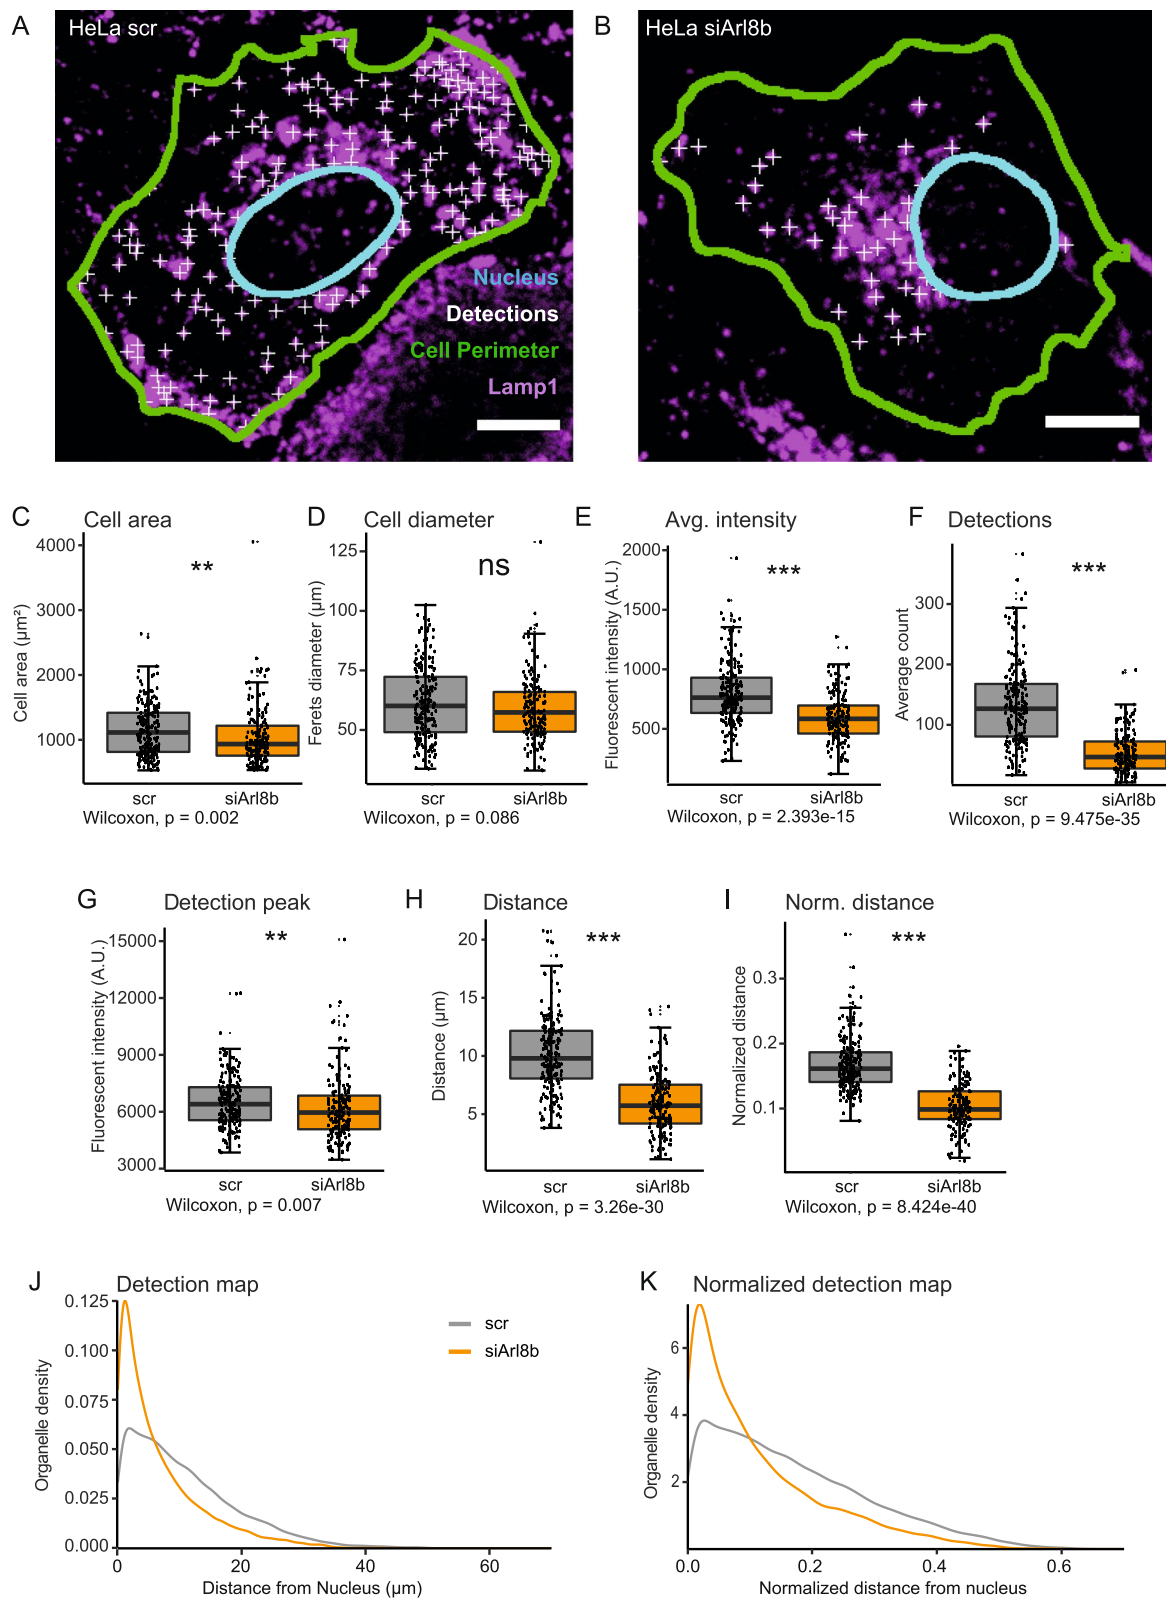 A
HeLa scr
Nucleus
Detections
Cell Perimeter
Lamp1
B
HeLa siArl8b
C
Cell area
Cell area (µm²)
4000
3000
2000
1000
**
scr
siArl8b
Wilcoxon, p = 0.002
D
Cell diameter
Ferets diameter (µm)
125
100
75
50
ns
scr
siArl8b
Wilcoxon, p = 0.086
E
Avg. intensity
Fluorescent intensity (A.U.)
2000
1500
1000
500
***
scr
siArl8b
Wilcoxon, p = 2.393e-15
F
Detections
Average count
300
200
100
***
scr
siArl8b
Wilcoxon, p = 9.475e-35
G
Detection peak
Fluorescent intensity (A.U.)
15000
12000
9000
6000
3000
**
scr
siArl8b
Wilcoxon, p = 0.007
H
Distance
Distance (µm)
20
15
10
5
***
scr
siArl8b
Wilcoxon, p = 3.26e-30
I
Norm. distance
Normalized distance
0.3
0.2
0.1
***
scr
siArl8b
Wilcoxon, p = 8.424e-40
J
Detection map
Organelle density
0.125
0.100
0.075
0.050
0.025
0.000
0
20
40
60
Distance from Nucleus (µm)
scr
siArl8b
K
Normalized detection map
Organelle density
6
4
2
0.0
0.2
0.4
0.6
Normalized distance from nucleus